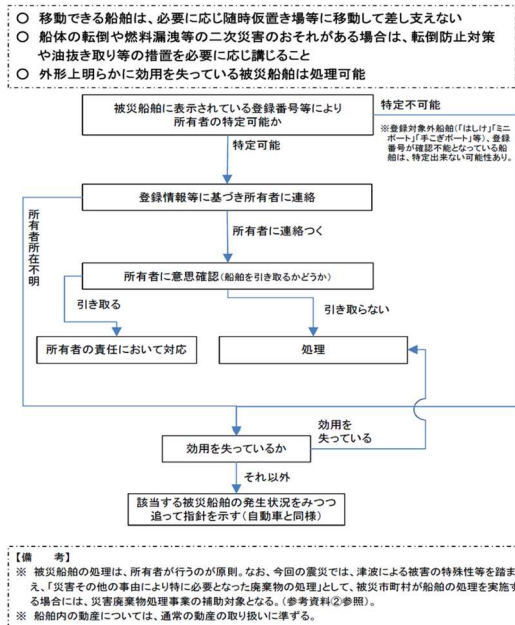 ○ 移動できる船舶は、必要に応じ随時仮置き場等に移動して差し支えない
○ 船体の転倒や燃料漏洩等の二次災害のおそれがある場合は、転倒防止対策
や油抜き取り等の措置を必要に応じ講じること
○ 外形上明らかに効用を失っている被災船舶は処理可能
被災船舶に表示されている登録番号等により
所有者の特定可能か
特定不可能
※登録対象外船舶(「はしけ」「ミニ
ボート」「手こぎボート」等)、登録
番号が確認不能となっている船
舶は、特定出来ない可能性あり。
特定可能
登録情報等に基づき所有者に連絡
所有者所在不明
所有者に連絡つく
所有者に意思確認(船舶を引き取るかどうか)
引き取る
引き取らない
所有者の責任において対応
処理
効用を失っているか
効用を
失っている
それ以外
該当する被災船舶の発生状況をみつつ
追って指針を示す(自動車と同様)
【備 考】
※ 被災船舶の処理は、所有者が行うのが原則。なお、今回の震災では、津波による被害の特殊性等を踏ま
え、「災害その他の事由により特に必要となった廃棄物の処理」として、被災市町村が船舶の処理を実施す
る場合には、災害廃棄物処理事業の補助対象となる。(参考資料②参照)。
※ 船舶内の動産については、通常の動産の取り扱いに準ずる。